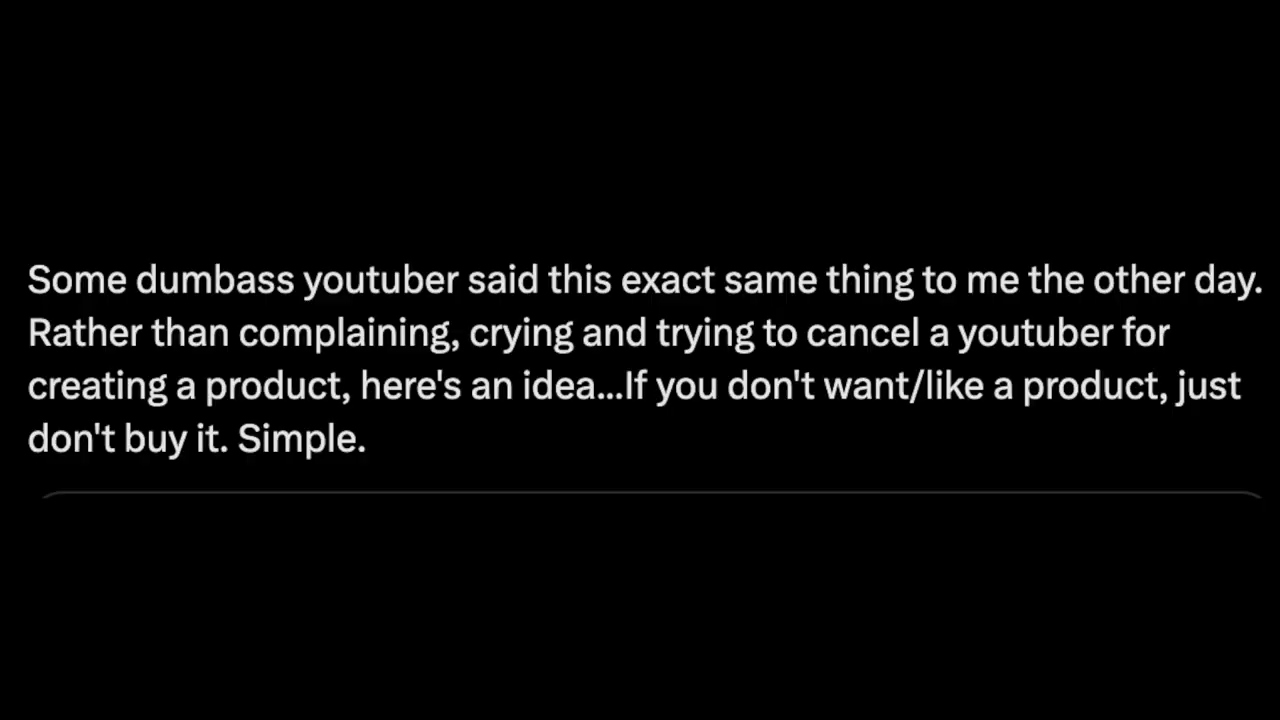 Some dumbass youtuber said this exact same thing to me the other day.
Rather than complaining, crying and trying to cancel a youtuber for
creating a product, here's an idea...If you don't want/like a product, just
don't buy it. Simple.